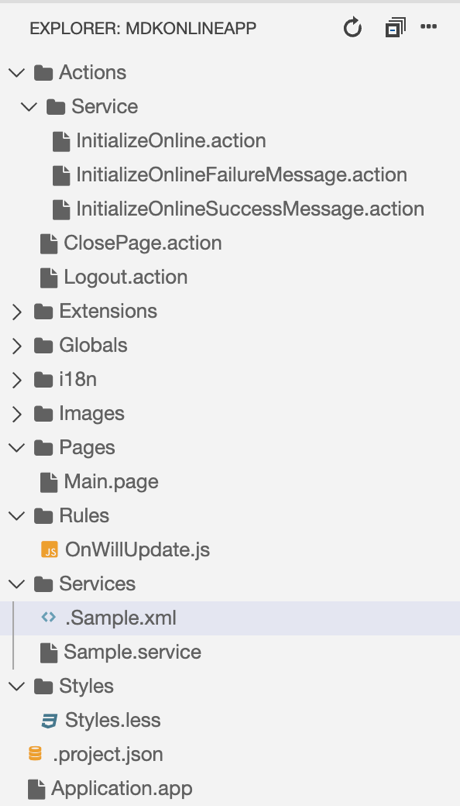 EXPLORER: MDKONLINEAPP
Actions
Service
InitializeOnline.action
InitializeOnlineFailureMessage.action
InitializeOnlineSuccessMessage.action
ClosePage.action
Logout.action
Extensions
Globals
i18n
Images
Pages
Main.page
Rules
JS OnWillUpdate.js
Services
.Sample.xml
Sample.service
Styles
Styles.less
.project.json
Application.app